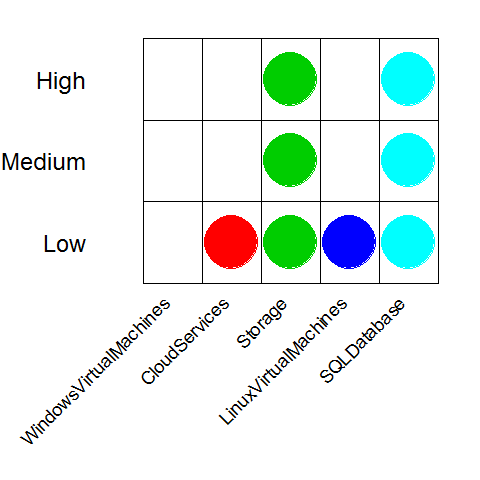 High
Medium
Low
WindowsVirtualMachines
CloudServices
Storage
LinuxVirtualMachines
SQLDatabase